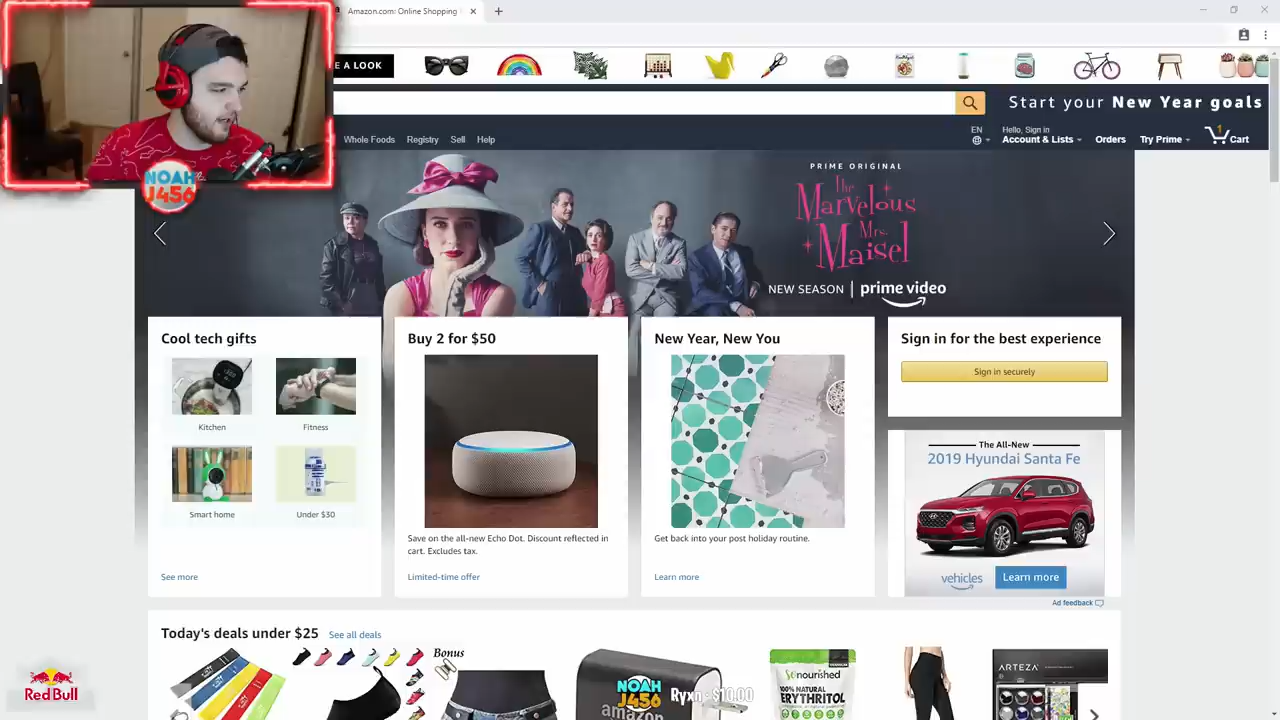 Amazon.com: Online Shopping
E A LOOK
Start your New Year goals
Whole Foods Registry Sell Help
EN
Hello, Sign in
Account & Lists
Orders
Try Prime
1
Cart
NOAH
J456
PRIME ORIGINAL
The
Marvelous
Mrs.
Maisel
NEW SEASON | prime video
Cool tech gifts
Kitchen
Fitness
Smart home
Under $30
See more
Buy 2 for $50
Save on the all-new Echo Dot. Discount reflected in
cart. Excludes tax.
Limited-time offer
New Year, New You
Get back into your post holiday routine.
Learn more
Sign in for the best experience
Sign in securely
The All-New
2019 Hyundai Santa Fe
vehicles
Learn more
Ad feedback
Today's deals under $25 See all deals
Bonus
amazon
Sonourished
100% NATURAL
ERYTHRITOL
ARTEZA
Red Bull
NOAH
J456
Ryxn - $10.00